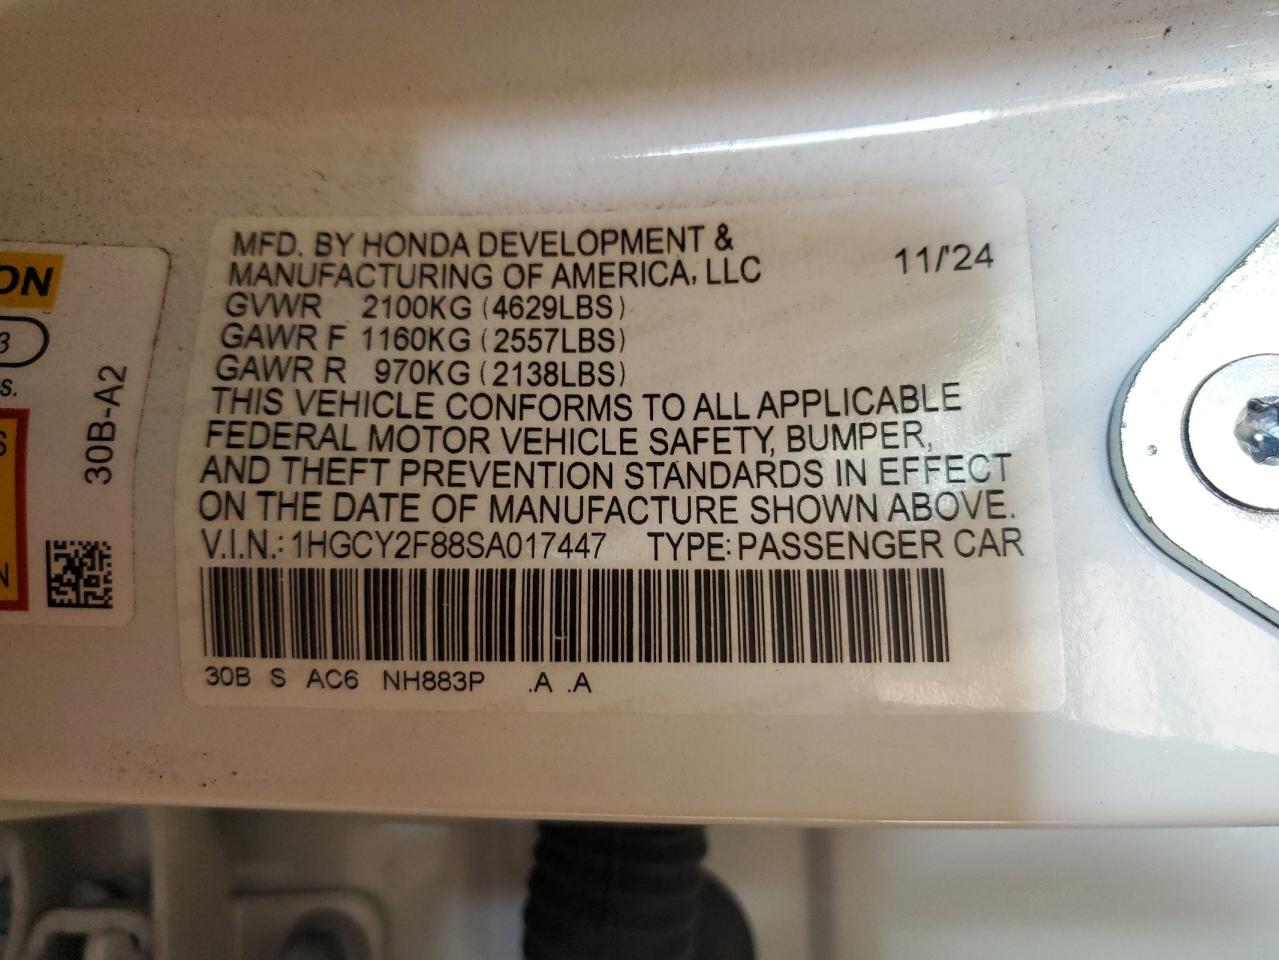 MFD. BY HONDA DEVELOPMENT &
MANUFACTURING OF AMERICA, LLC
11/'24
GVWR 2100KG (4629LBS)
GAWR F 1160KG (2557LBS)
GAWR R 970KG (2138LBS)
THIS VEHICLE CONFORMS TO ALL APPLICABLE
FEDERAL MOTOR VEHICLE SAFETY, BUMPER,
AND THEFT PREVENTION STANDARDS IN EFFECT
ON THE DATE OF MANUFACTURE SHOWN ABOVE.
V.I.N.: 1HGCY2F88SA017447 TYPE: PASSENGER CAR
30B S AC6 NH883P .A .A
30B-A2